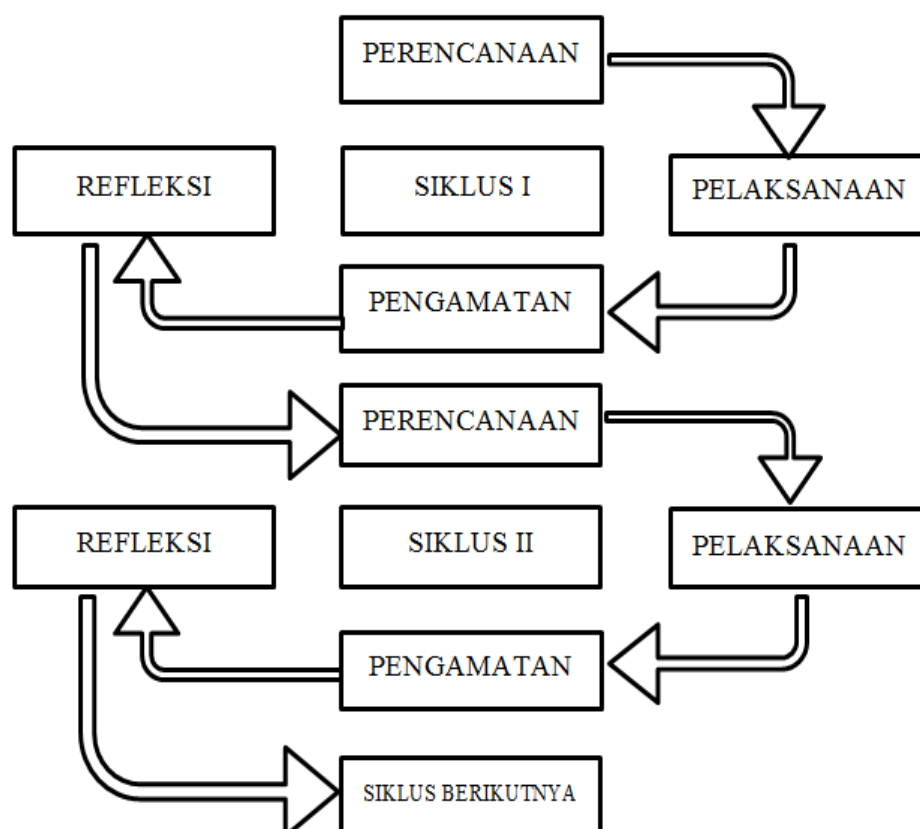 PERENCANAAN
REFLEKSI
SIKLUS I
PELAKSANAAN
PENGAMATAN
PERENCANAAN
REFLEKSI
SIKLUS II
PELAKSANAAN
PENGAMATAN
SIKLUS BERIKUTNYA